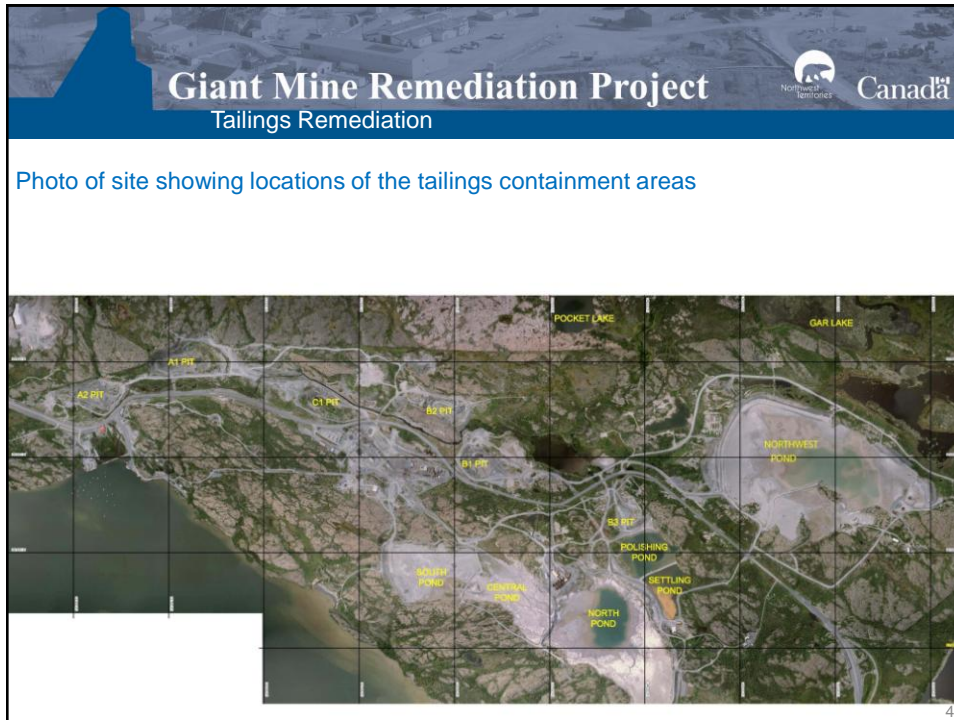 Giant Mine Remediation Project
Northwest
Territories
Canada
Tailings Remediation
Photo of site showing locations of the tailings containment areas
POCKET LAKE
GAR LAKE
A1 PIT
A2 PIT
C1 PIT
B2 PIT
NORTHWEST
POND
B1 PIT
B3 PIT
POLISHING
POND
SOUTH
POND
CENTRAL
POND
SETTLING
POND
NORTH
POND
4